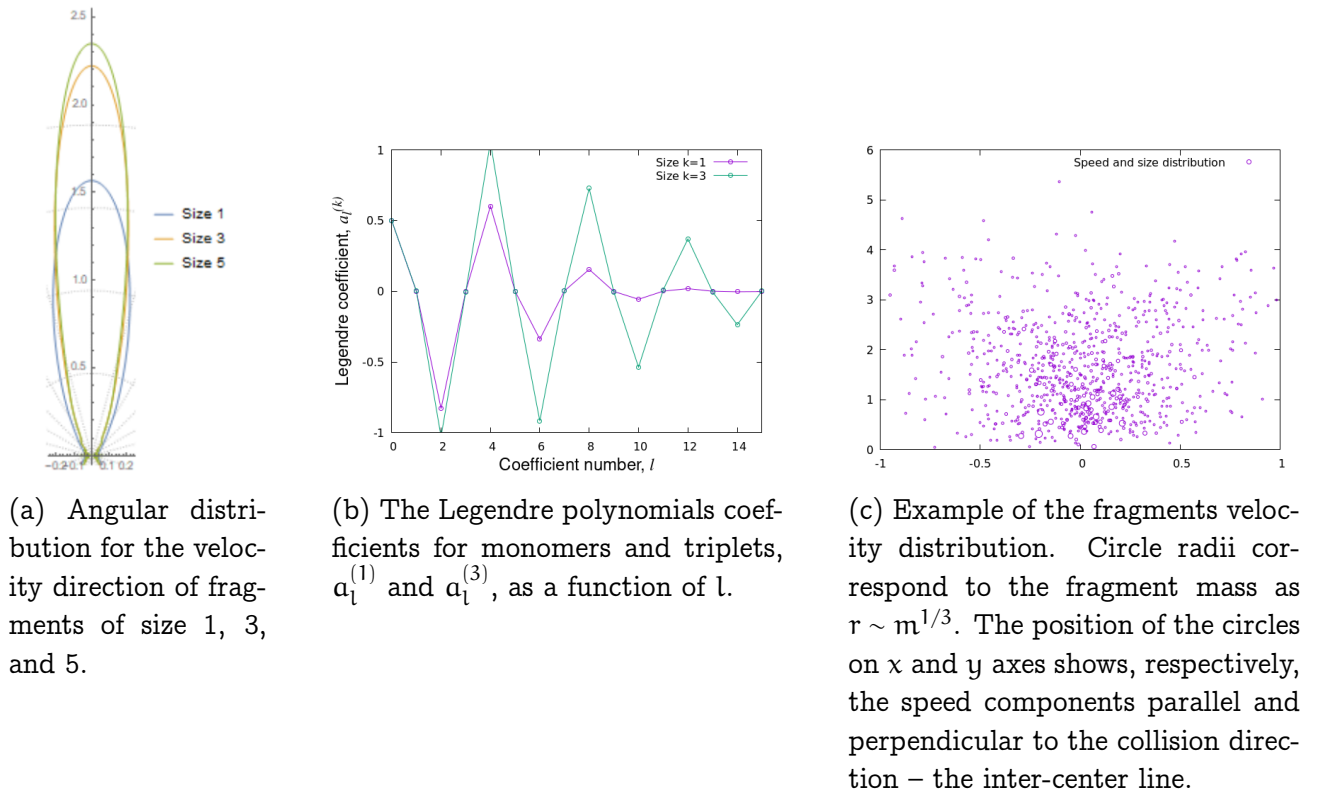 2.5
2.0
1.5
1.0
0.5
-0.2 -0.1 0.1 0.2
Size 1
Size 3
Size 5
(a) Angular distri-
bution for the veloc-
ity direction of frag-
ments of size 1, 3,
and 5.
Size k=1
Size k=3
1
0.5
0
-0.5
-1
Legendre coefficient, a_l^(k)
0 2 4 6 8 10 12 14
Coefficient number, l
(b) The Legendre polynomials coef-
ficients for monomers and triplets,
a_l^(1) and a_l^(3), as a function of l.
Speed and size distribution
6
5
4
3
2
1
0
-1 -0.5 0 0.5 1
(c) Example of the fragments veloc-
ity distribution. Circle radii cor-
respond to the fragment mass as
r ~ m^1/3. The position of the circles
on x and y axes shows, respectively,
the speed components parallel and
perpendicular to the collision direc-
tion – the inter-center line.